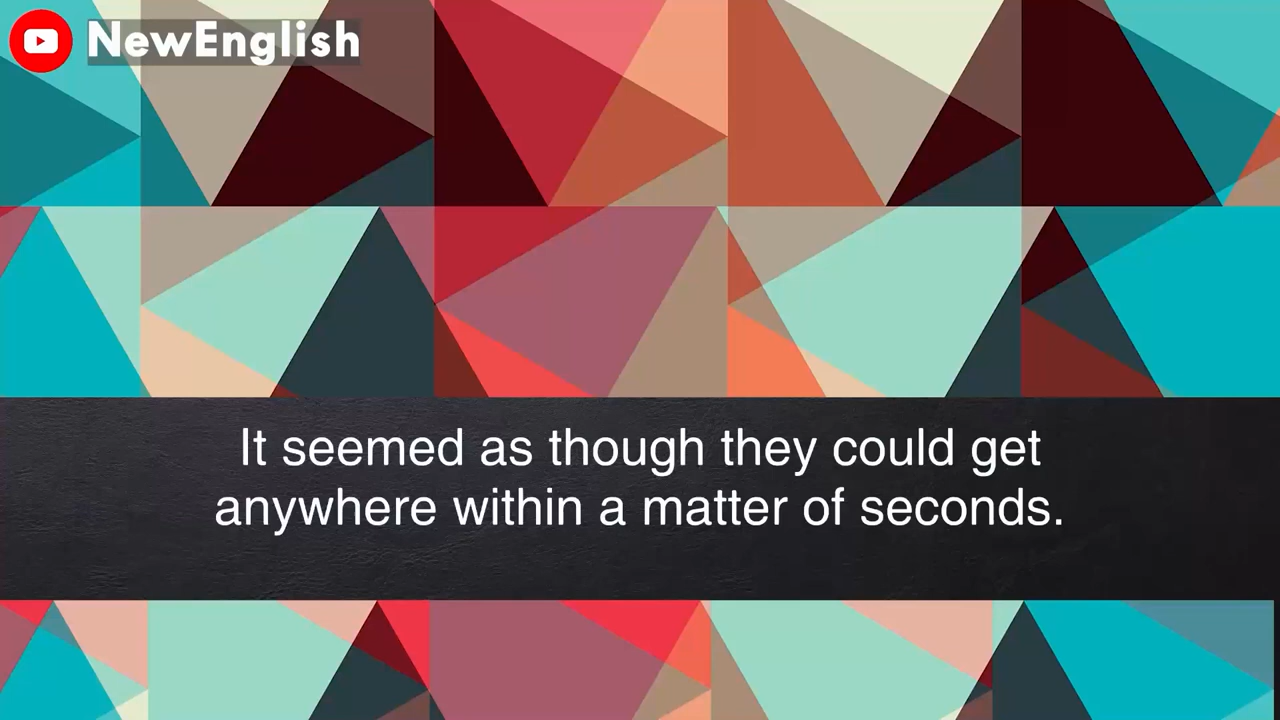 NewEnglish
It seemed as though they could get
anywhere within a matter of seconds.